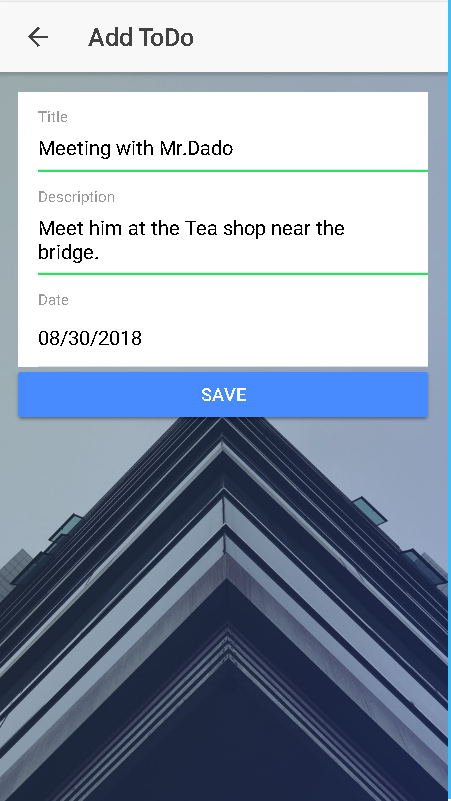 Add ToDo
Title
Meeting with Mr.Dado
Description
Meet him at the Tea shop near the
bridge.
Date
08/30/2018
SAVE